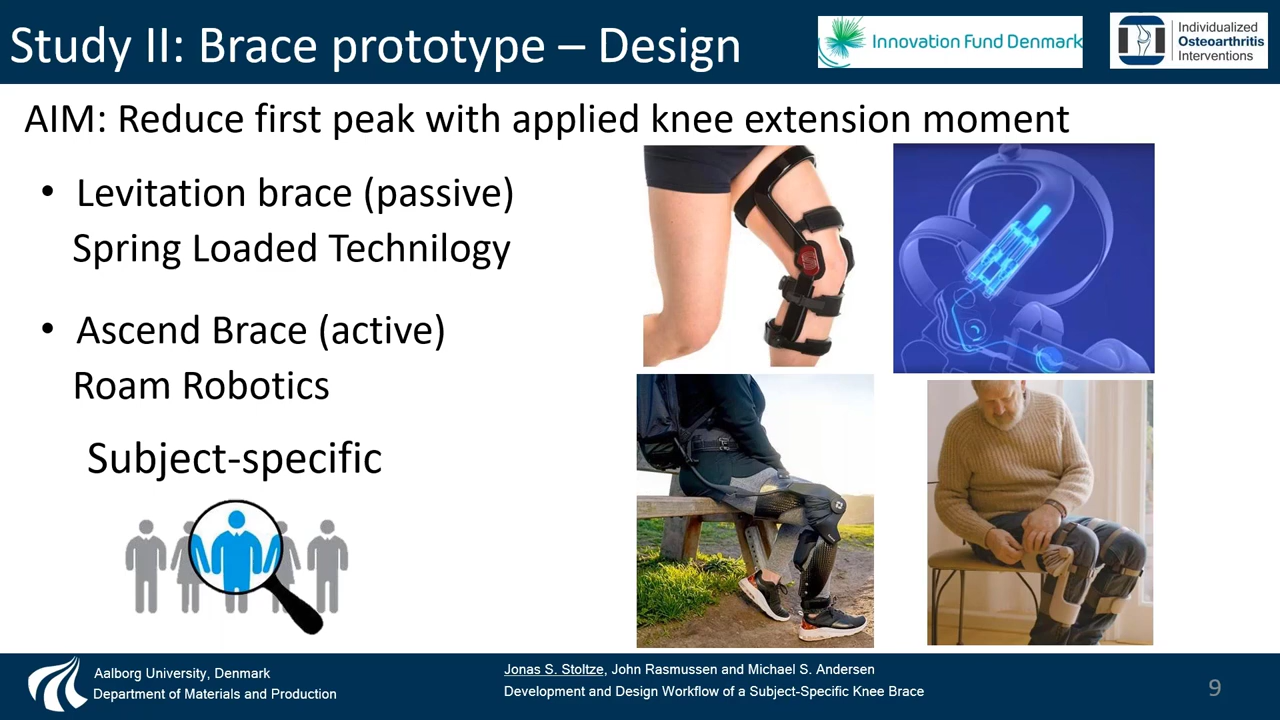 Study II: Brace prototype – Design
Innovation Fund Denmark
Individualized
Osteoarthritis
Interventions
AIM: Reduce first peak with applied knee extension moment
• Levitation brace (passive)
Spring Loaded Technilogy
• Ascend Brace (active)
Roam Robotics
Subject-specific
Aalborg University, Denmark
Department of Materials and Production
Jonas S. Stoltze, John Rasmussen and Michael S. Andersen
Development and Design Workflow of a Subject-Specific Knee Brace
9